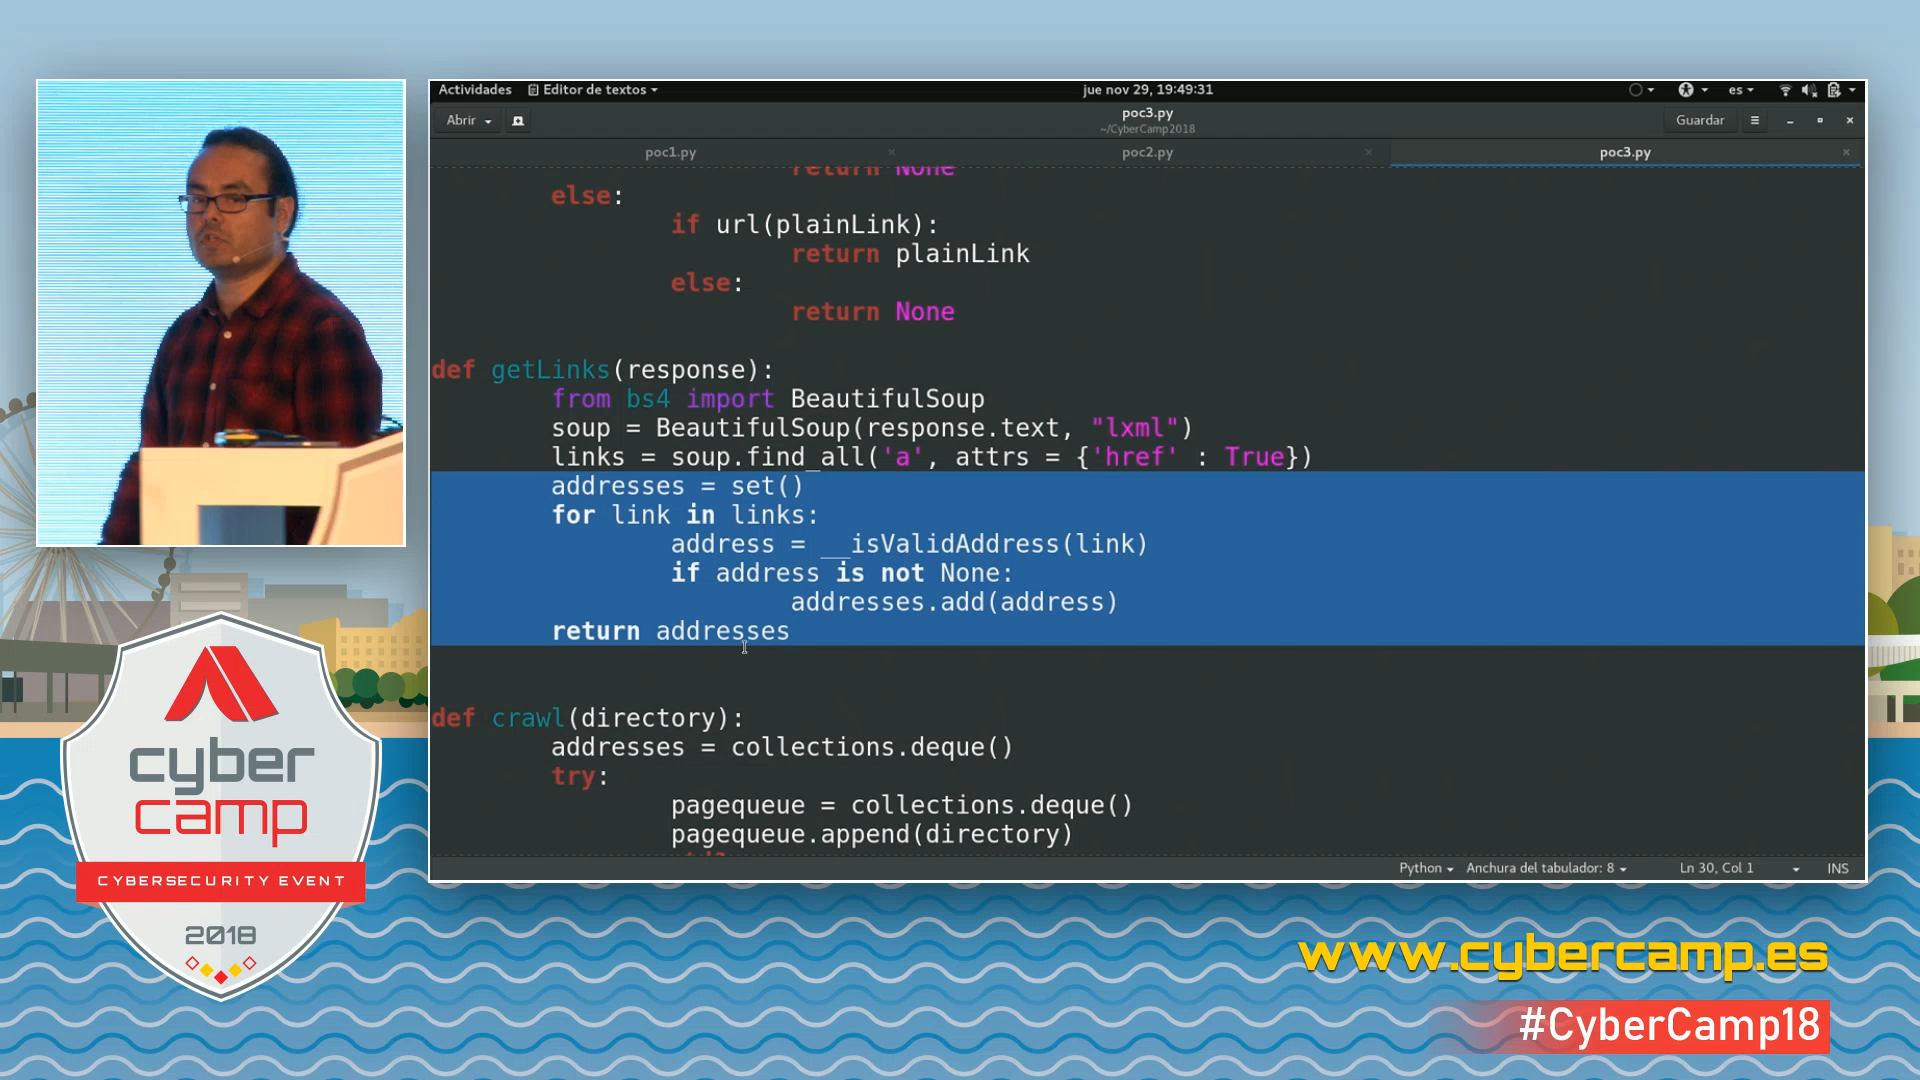 Actividades Editor de textos jue nov 29, 19:49:31 es
Abrir poc3.py Guardar
~/CyberCamp2018
poc1.py poc2.py poc3.py
return None
else:
if url(plainLink):
return plainLink
else:
return None
def getLinks(response):
from bs4 import BeautifulSoup
soup = BeautifulSoup(response.text, "lxml")
links = soup.find_all('a', attrs = {'href' : True})
addresses = set()
for link in links:
address = __isValidAddress(link)
if address is not None:
addresses.add(address)
return addresses
def crawl(directory):
addresses = collections.deque()
try:
pagequeue = collections.deque()
pagequeue.append(directory)
Python Anchura del tabulador: 8 Ln 30, Col 1 INS
cyber
camp
CYBERSECURITY EVENT
2018
www.cybercamp.es
#CyberCamp18